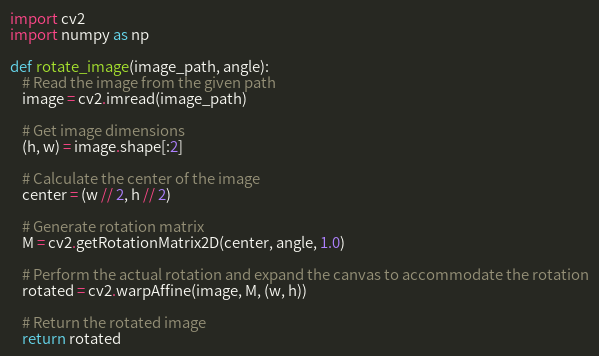 import cv2
import numpy as np

def rotate_image(image_path, angle):
    # Read the image from the given path
    image = cv2.imread(image_path)

    # Get image dimensions
    (h, w) = image.shape[:2]

    # Calculate the center of the image
    center = (w // 2, h // 2)

    # Generate rotation matrix
    M = cv2.getRotationMatrix2D(center, angle, 1.0)

    # Perform the actual rotation and expand the canvas to accommodate the rotation
    rotated = cv2.warpAffine(image, M, (w, h))

    # Return the rotated image
    return rotated